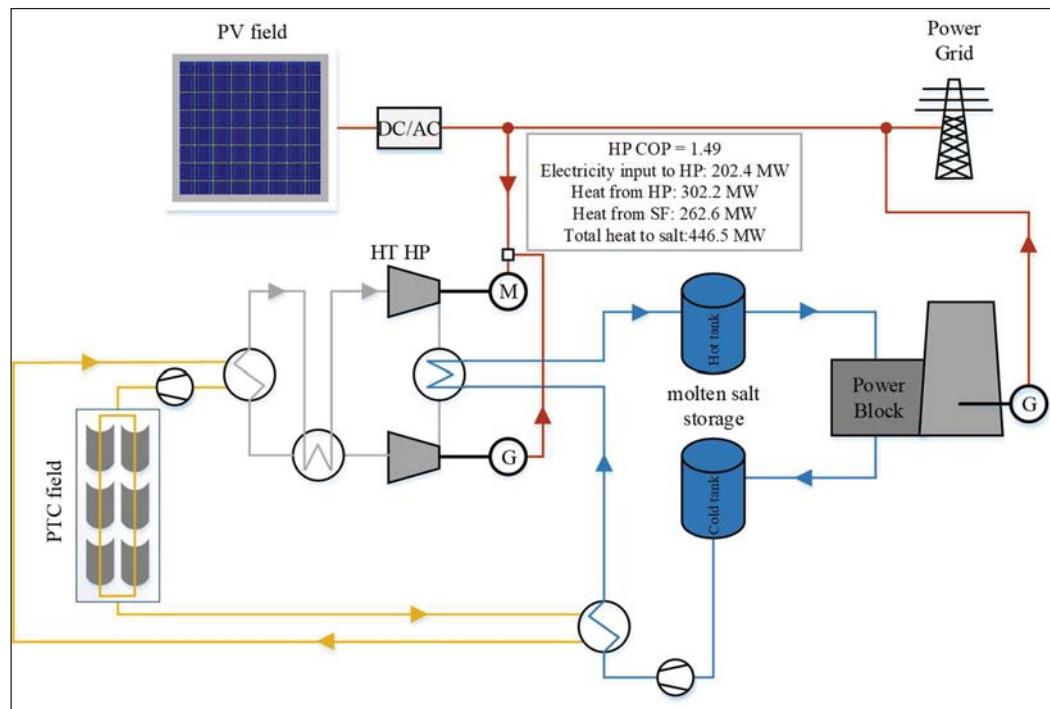 PV field
Power
Grid
DC/AC
HP COP = 1.49
Electricity input to HP: 202.4 MW
Heat from HP: 302.2 MW
Heat from SF: 262.6 MW
Total heat to salt:446.5 MW
HT HP
M
Hot tank
molten salt
storage
Power
Block
G
G
Cold tank
PTC field